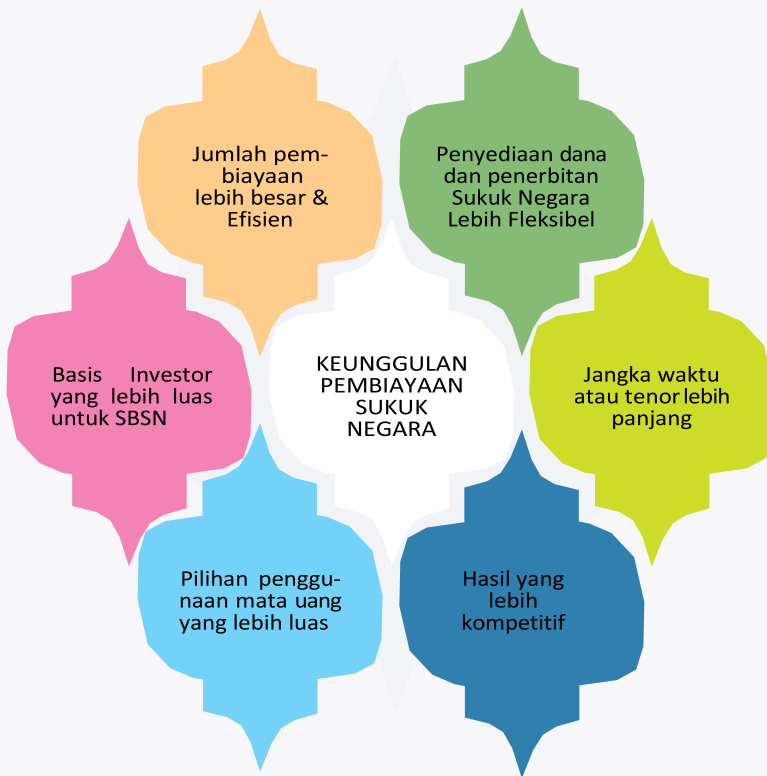 Jumlah pem-
biayaan
lebih besar &
Efisien
Penyediaan dana
dan penerbitan
Sukuk Negara
Lebih Fleksibel
Basis Investor
yang lebih luas
untuk SBSN
KEUNGGULAN
PEMBIAYAAN
SUKUK
NEGARA
Jangka waktu
atau tenor lebih
panjang
Pilihan penggu-
naan mata uang
yang lebih luas
Hasil yang
lebih
kompetitif